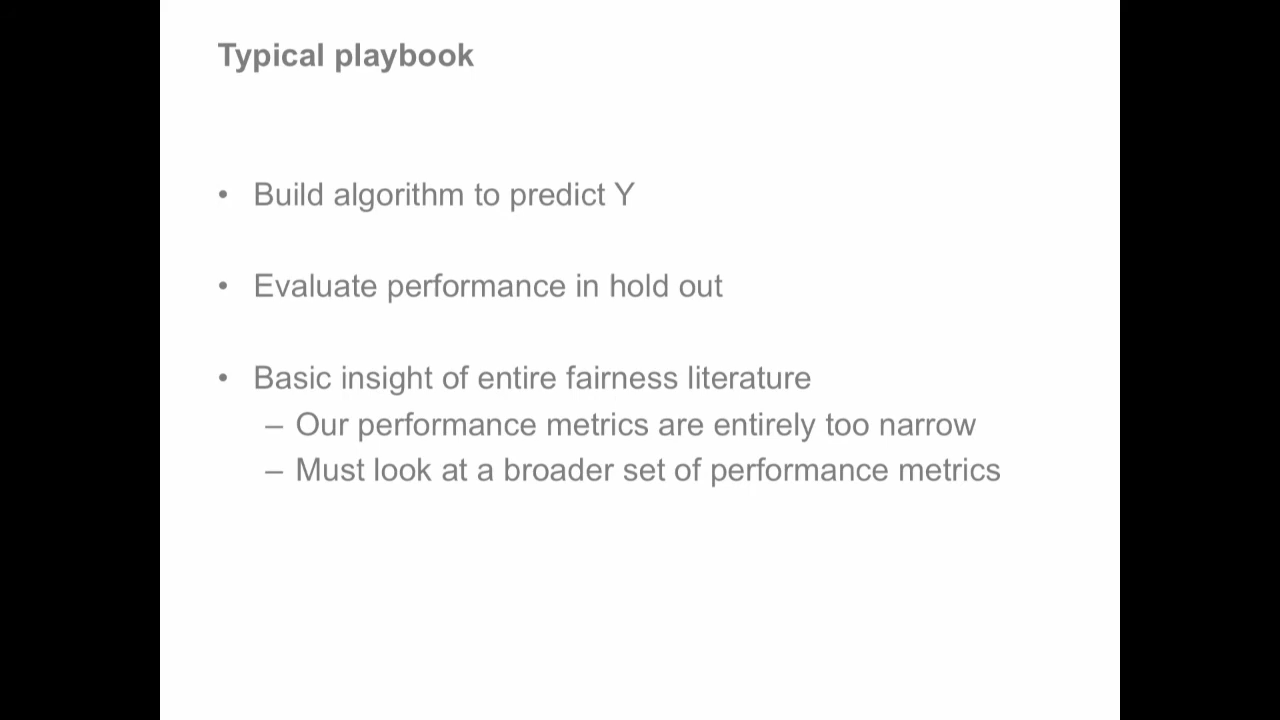 Typical playbook
• Build algorithm to predict Y
• Evaluate performance in hold out
• Basic insight of entire fairness literature
– Our performance metrics are entirely too narrow
– Must look at a broader set of performance metrics